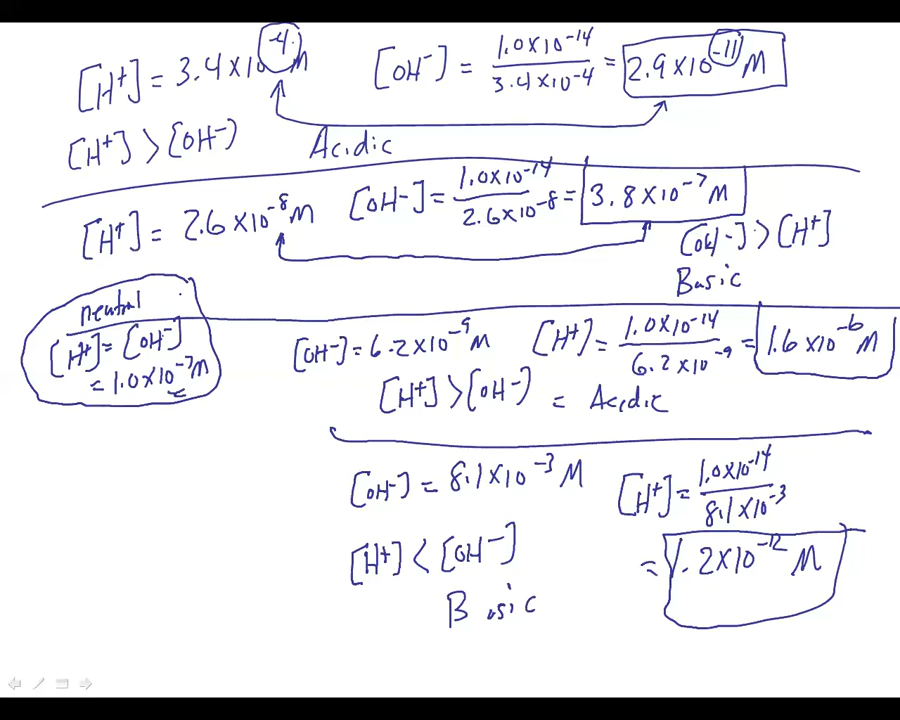 [H⁺] = 3.4 x 10⁻⁴ M [OH⁻] = 1.0 x 10⁻¹⁴ / 3.4 x 10⁻⁴ = 2.9 x 10⁻¹¹ M
[H⁺] > [OH⁻) Acidic
[H⁺] = 2.6 x 10⁻⁸ M [OH⁻] = 1.0 x 10⁻¹⁴ / 2.6 x 10⁻⁸ = 3.8 x 10⁻⁷ M
[OH⁻] > [H⁺]
Basic
neutral
[H⁺] = [OH⁻]
= 1.0 x 10⁻⁷ M
[OH⁻] = 6.2 x 10⁻⁹ M [H⁺] = 1.0 x 10⁻¹⁴ / 6.2 x 10⁻⁹ = 1.6 x 10⁻⁶ M
[H⁺] > [OH⁻] = Acidic
[OH⁻] = 8.1 x 10⁻³ M [H⁺] = 1.0 x 10⁻¹⁴ / 8.1 x 10⁻³
[H⁺] < [OH⁻] = 1.2 x 10⁻¹² M
Basic